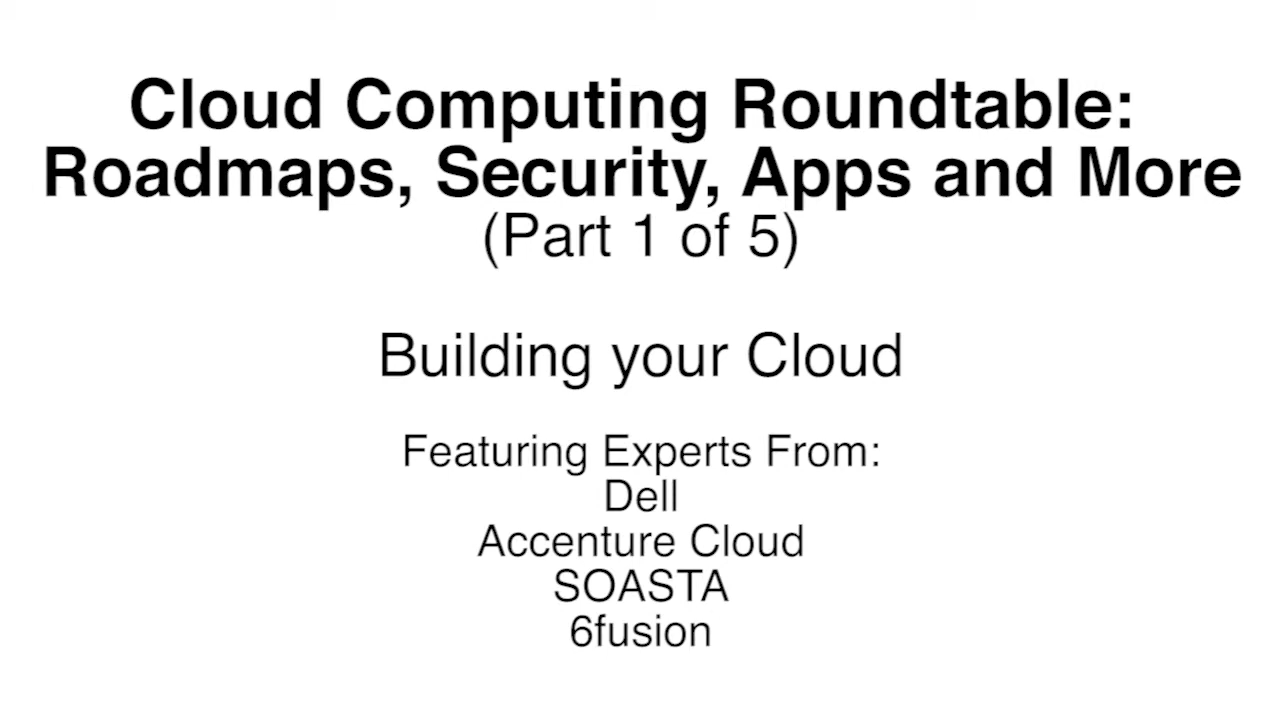 Cloud Computing Roundtable:
Roadmaps, Security, Apps and More
(Part 1 of 5)
Building your Cloud
Featuring Experts From:
Dell
Accenture Cloud
SOASTA
6fusion